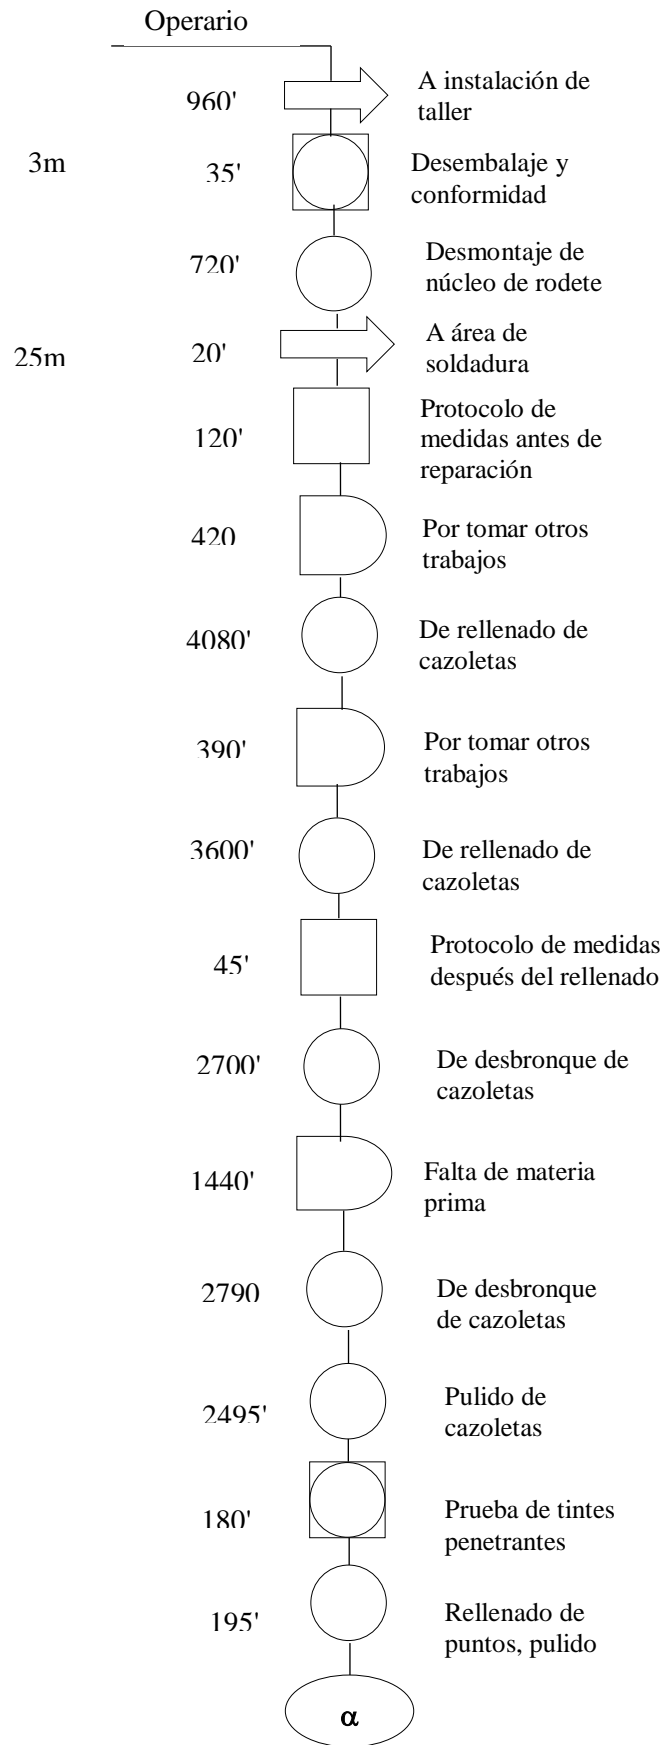 Operario
960'
A instalación de
taller
3m
35'
Desembalaje y
conformidad
720'
Desmontaje de
núcleo de rodete
25m
20'
A área de
soldadura
120'
Protocolo de
medidas antes de
reparación
420
Por tomar otros
trabajos
4080'
De rellenado de
cazoletas
390'
Por tomar otros
trabajos
3600'
De rellenado de
cazoletas
45'
Protocolo de medidas
después del rellenado
2700'
De desbronque de
cazoletas
1440'
Falta de materia
prima
2790
De desbronque
de cazoletas
2495'
Pulido de
cazoletas
180'
Prueba de tintes
penetrantes
195'
Rellenado de
puntos, pulido
α